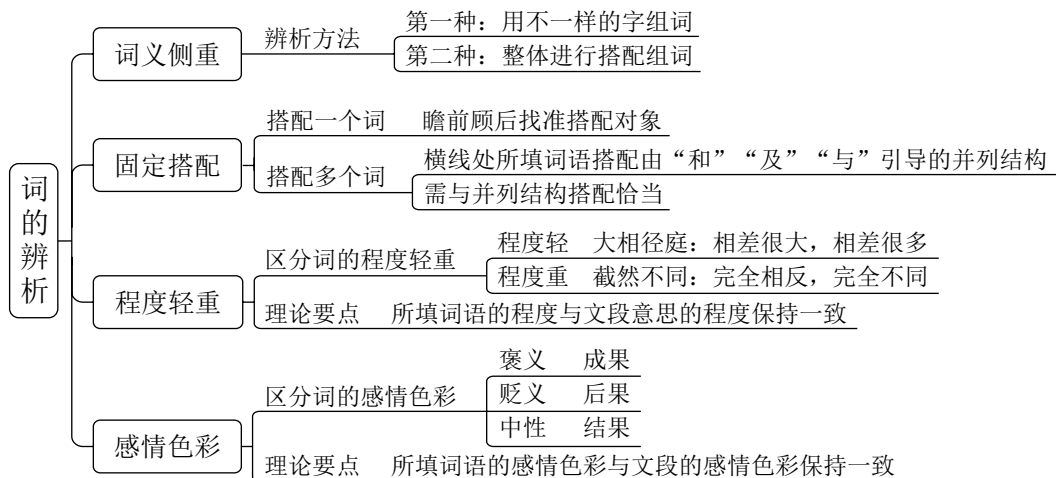 词的辨析
词义侧重
辨析方法
第一种：用不一样的字组词
第二种：整体进行搭配组词
固定搭配
搭配一个词 瞻前顾后找准搭配对象
搭配多个词
横线处所填词语搭配由“和”“及”“与”引导的并列结构
需与并列结构搭配恰当
程度轻重
区分词的程度轻重
程度轻 大相径庭：相差很大，相差很多
程度重 截然不同：完全相反，完全不同
理论要点 所填词语的程度与文段意思的程度保持一致
感情色彩
区分词的感情色彩
褒义 成果
贬义 后果
中性 结果
理论要点 所填词语的感情色彩与文段的感情色彩保持一致